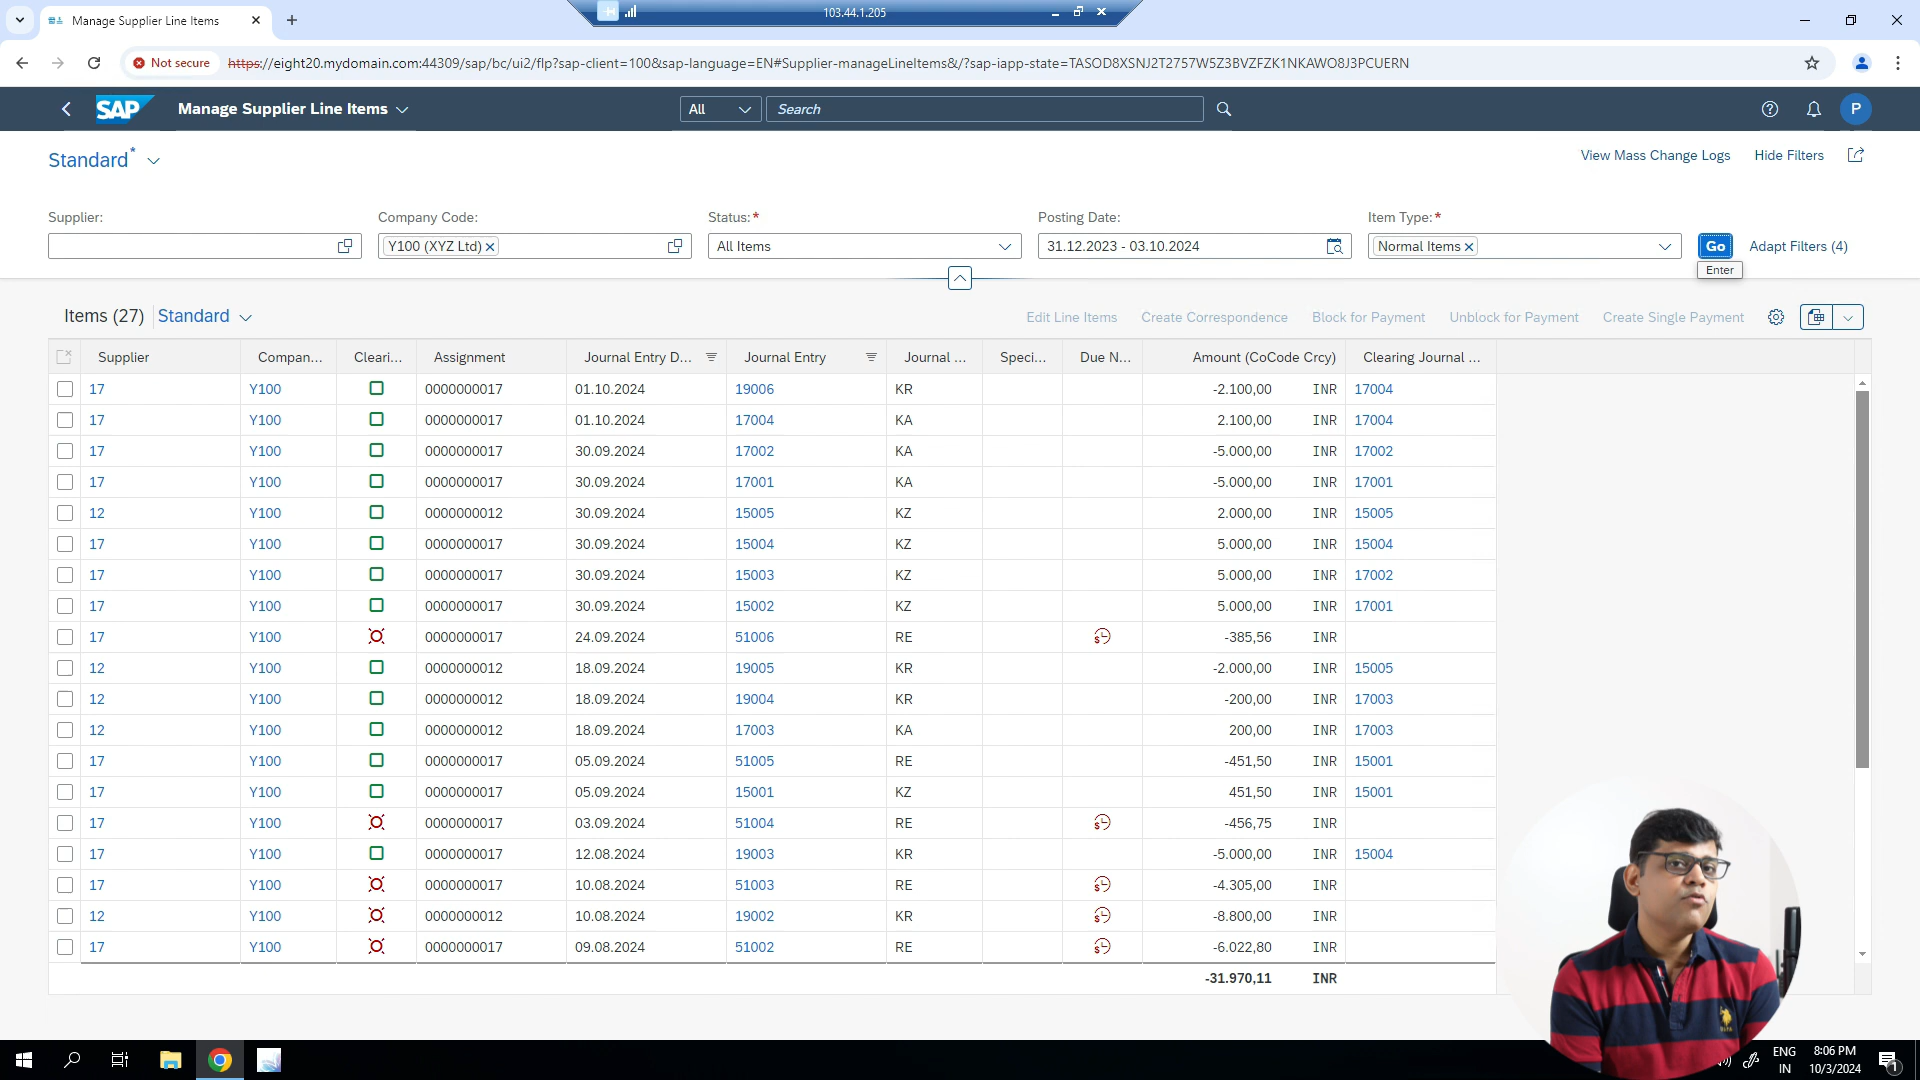 103.44.1.205
Manage Supplier Line Items
Not secure
https://eight20.mydomain.com:44309/sap/bc/ui2/flp?sap-client=100&sap-language=EN#Supplier-manageLineItems&/?sap-iapp-state=TASOD8XSNJ2T2757W5Z3BVZFZK1NKAWO8J3PCUERN
SAP Manage Supplier Line Items All Search P
Standard*
View Mass Change Logs Hide Filters
Supplier: Company Code: Status:* Posting Date: Item Type:*
Y100 (XYZ Ltd) All Items 31.12.2023 - 03.10.2024 Normal Items Go Adapt Filters (4)
Enter
Items (27) Standard Edit Line Items Create Correspondence Block for Payment Unblock for Payment Create Single Payment
Supplier Compan... Cleari... Assignment Journal Entry D... Journal Entry Journal ... Speci... Due N... Amount (CoCode Crcy) Clearing Journal ...
17 Y100 0000000017 01.10.2024 19006 KR -2.100,00 INR 17004
17 Y100 0000000017 01.10.2024 17004 KA 2.100,00 INR 17004
17 Y100 0000000017 30.09.2024 17002 KA -5.000,00 INR 17002
17 Y100 0000000017 30.09.2024 17001 KA -5.000,00 INR 17001
12 Y100 0000000012 30.09.2024 15005 KZ 2.000,00 INR 15005
17 Y100 0000000017 30.09.2024 15004 KZ 5.000,00 INR 15004
17 Y100 0000000017 30.09.2024 15003 KZ 5.000,00 INR 17002
17 Y100 0000000017 30.09.2024 15002 KZ 5.000,00 INR 17001
17 Y100 0000000017 24.09.2024 51006 RE -385,56 INR
12 Y100 0000000012 18.09.2024 19005 KR -2.000,00 INR 15005
12 Y100 0000000012 18.09.2024 19004 KR -200,00 INR 17003
12 Y100 0000000012 18.09.2024 17003 KA 200,00 INR 17003
17 Y100 0000000017 05.09.2024 51005 RE -451,50 INR 15001
17 Y100 0000000017 05.09.2024 15001 KZ 451,50 INR 15001
17 Y100 0000000017 03.09.2024 51004 RE -456,75 INR
17 Y100 0000000017 12.08.2024 19003 KR -5.000,00 INR 15004
17 Y100 0000000017 10.08.2024 51003 RE -4.305,00 INR
12 Y100 0000000012 10.08.2024 19002 KR -8.800,00 INR
17 Y100 0000000017 09.08.2024 51002 RE -6.022,80 INR
-31.970,11 INR
ENG 8:06 PM
IN 10/3/2024 1